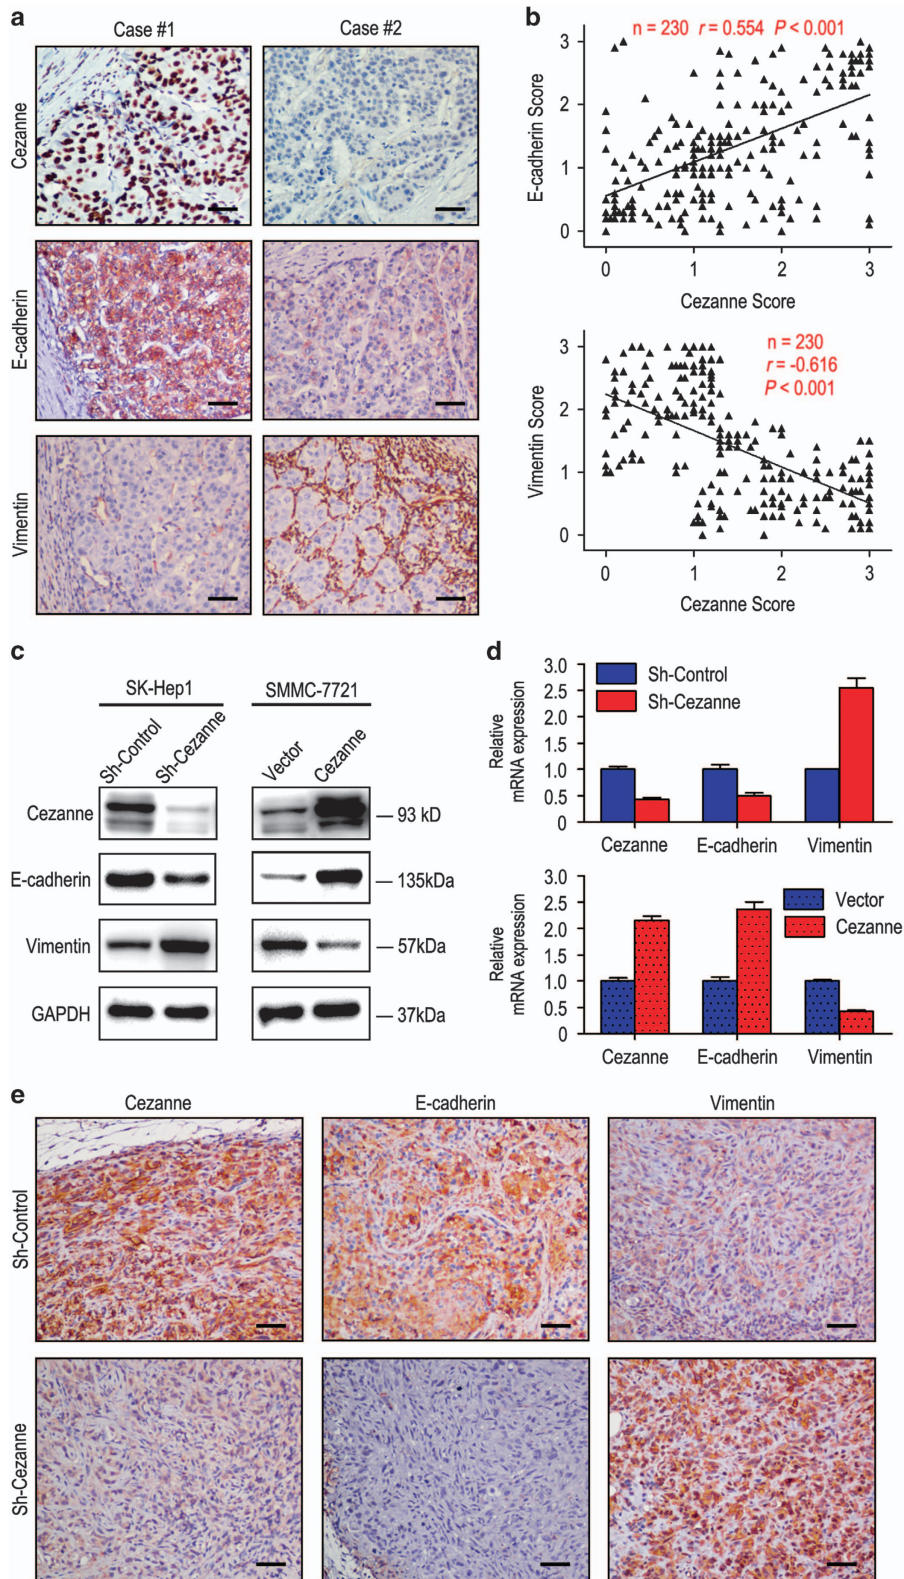 a
Case #1
Case #2
Cezanne
E-cadherin
Vimentin
b
n = 230 r = 0.554 P < 0.001
E-cadherin Score
3
2
1
0
0 1 2 3
Cezanne Score
n = 230
r = -0.616
P < 0.001
Vimentin Score
3
2
1
0
0 1 2 3
Cezanne Score
c
SK-Hep1
SMMC-7721
Sh-Control
Sh-Cezanne
Vector
Cezanne
Cezanne
93 kD
E-cadherin
135kDa
Vimentin
57kDa
GAPDH
37kDa
d
Relative
mRNA expression
3.0
2.5
2.0
1.5
1.0
0.5
0
Sh-Control
Sh-Cezanne
Cezanne E-cadherin Vimentin
Relative
mRNA expression
3.0
2.5
2.0
1.5
1.0
0.5
0
Vector
Cezanne
Cezanne E-cadherin Vimentin
e
Cezanne
E-cadherin
Vimentin
Sh-Control
Sh-Cezanne